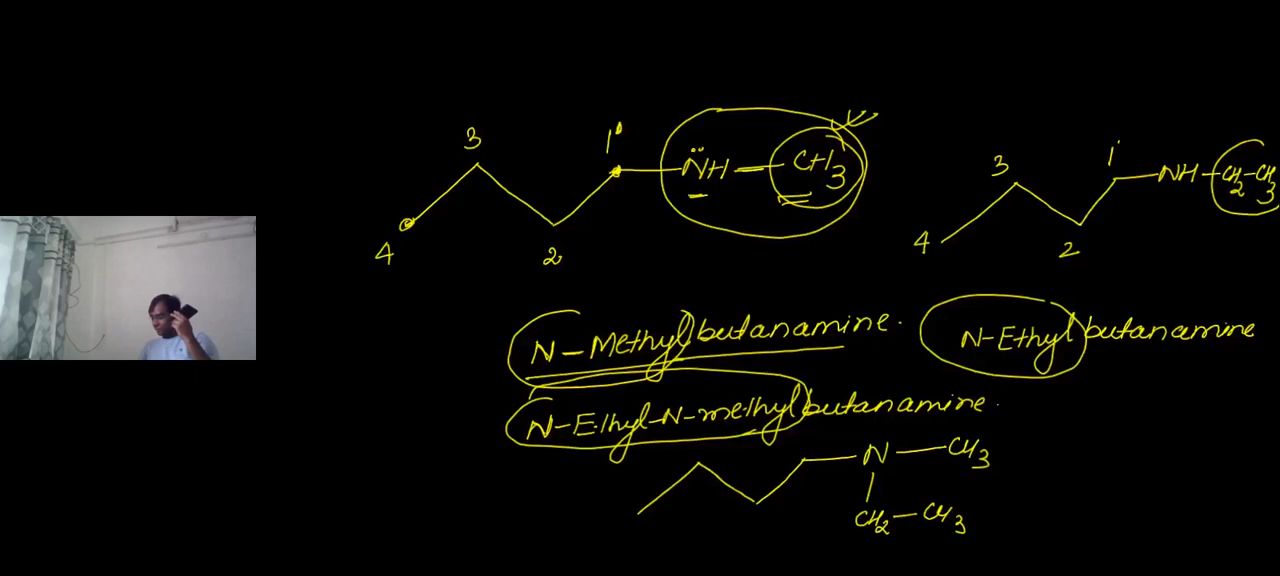 3 1' N̈H — CH3
4 2
3 1' NH — CH2 — CH3
4 2
N – Methyl butanamine.
N-Ethyl butanamine
N-Ethyl-N-methyl butanamine.
N — CH3
CH2 — CH3